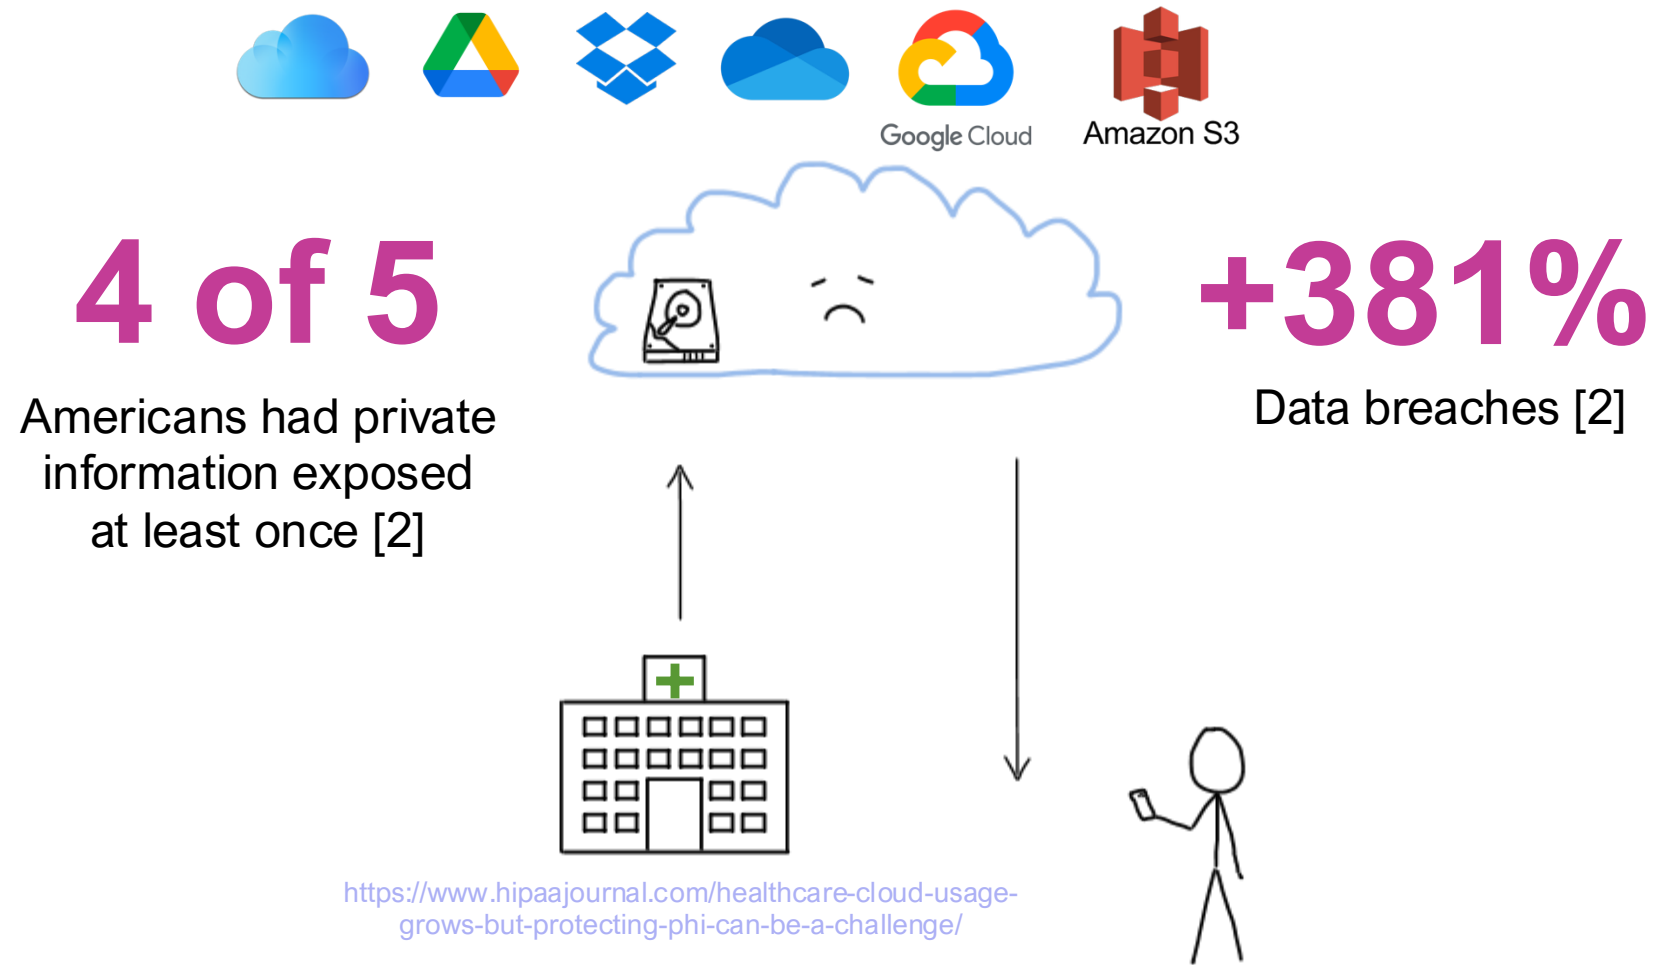 Google Cloud
Amazon S3
4 of 5
Americans had private
information exposed
at least once [2]
+381%
Data breaches [2]
https://www.hipaajournal.com/healthcare-cloud-usage-
grows-but-protecting-phi-can-be-a-challenge/